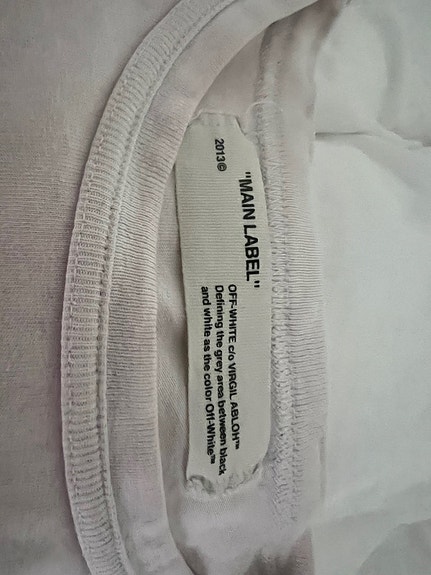 "MAIN LABEL"
OFF-WHITE c/o VIRGIL ABLOH™
Defining the grey area between black
and white as the color Off-White™
2013©